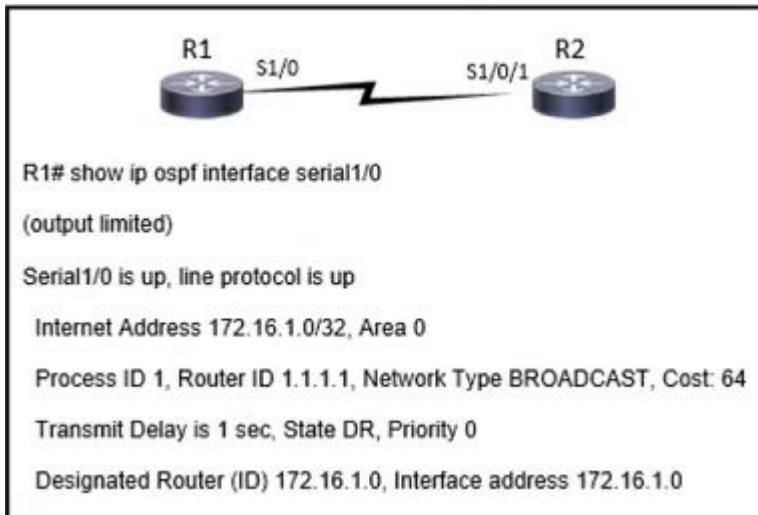 R1
R2
S1/0
S1/0/1
R1# show ip ospf interface serial1/0
(output limited)
Serial1/0 is up, line protocol is up
Internet Address 172.16.1.0/32, Area 0
Process ID 1, Router ID 1.1.1.1, Network Type BROADCAST, Cost: 64
Transmit Delay is 1 sec, State DR, Priority 0
Designated Router (ID) 172.16.1.0, Interface address 172.16.1.0